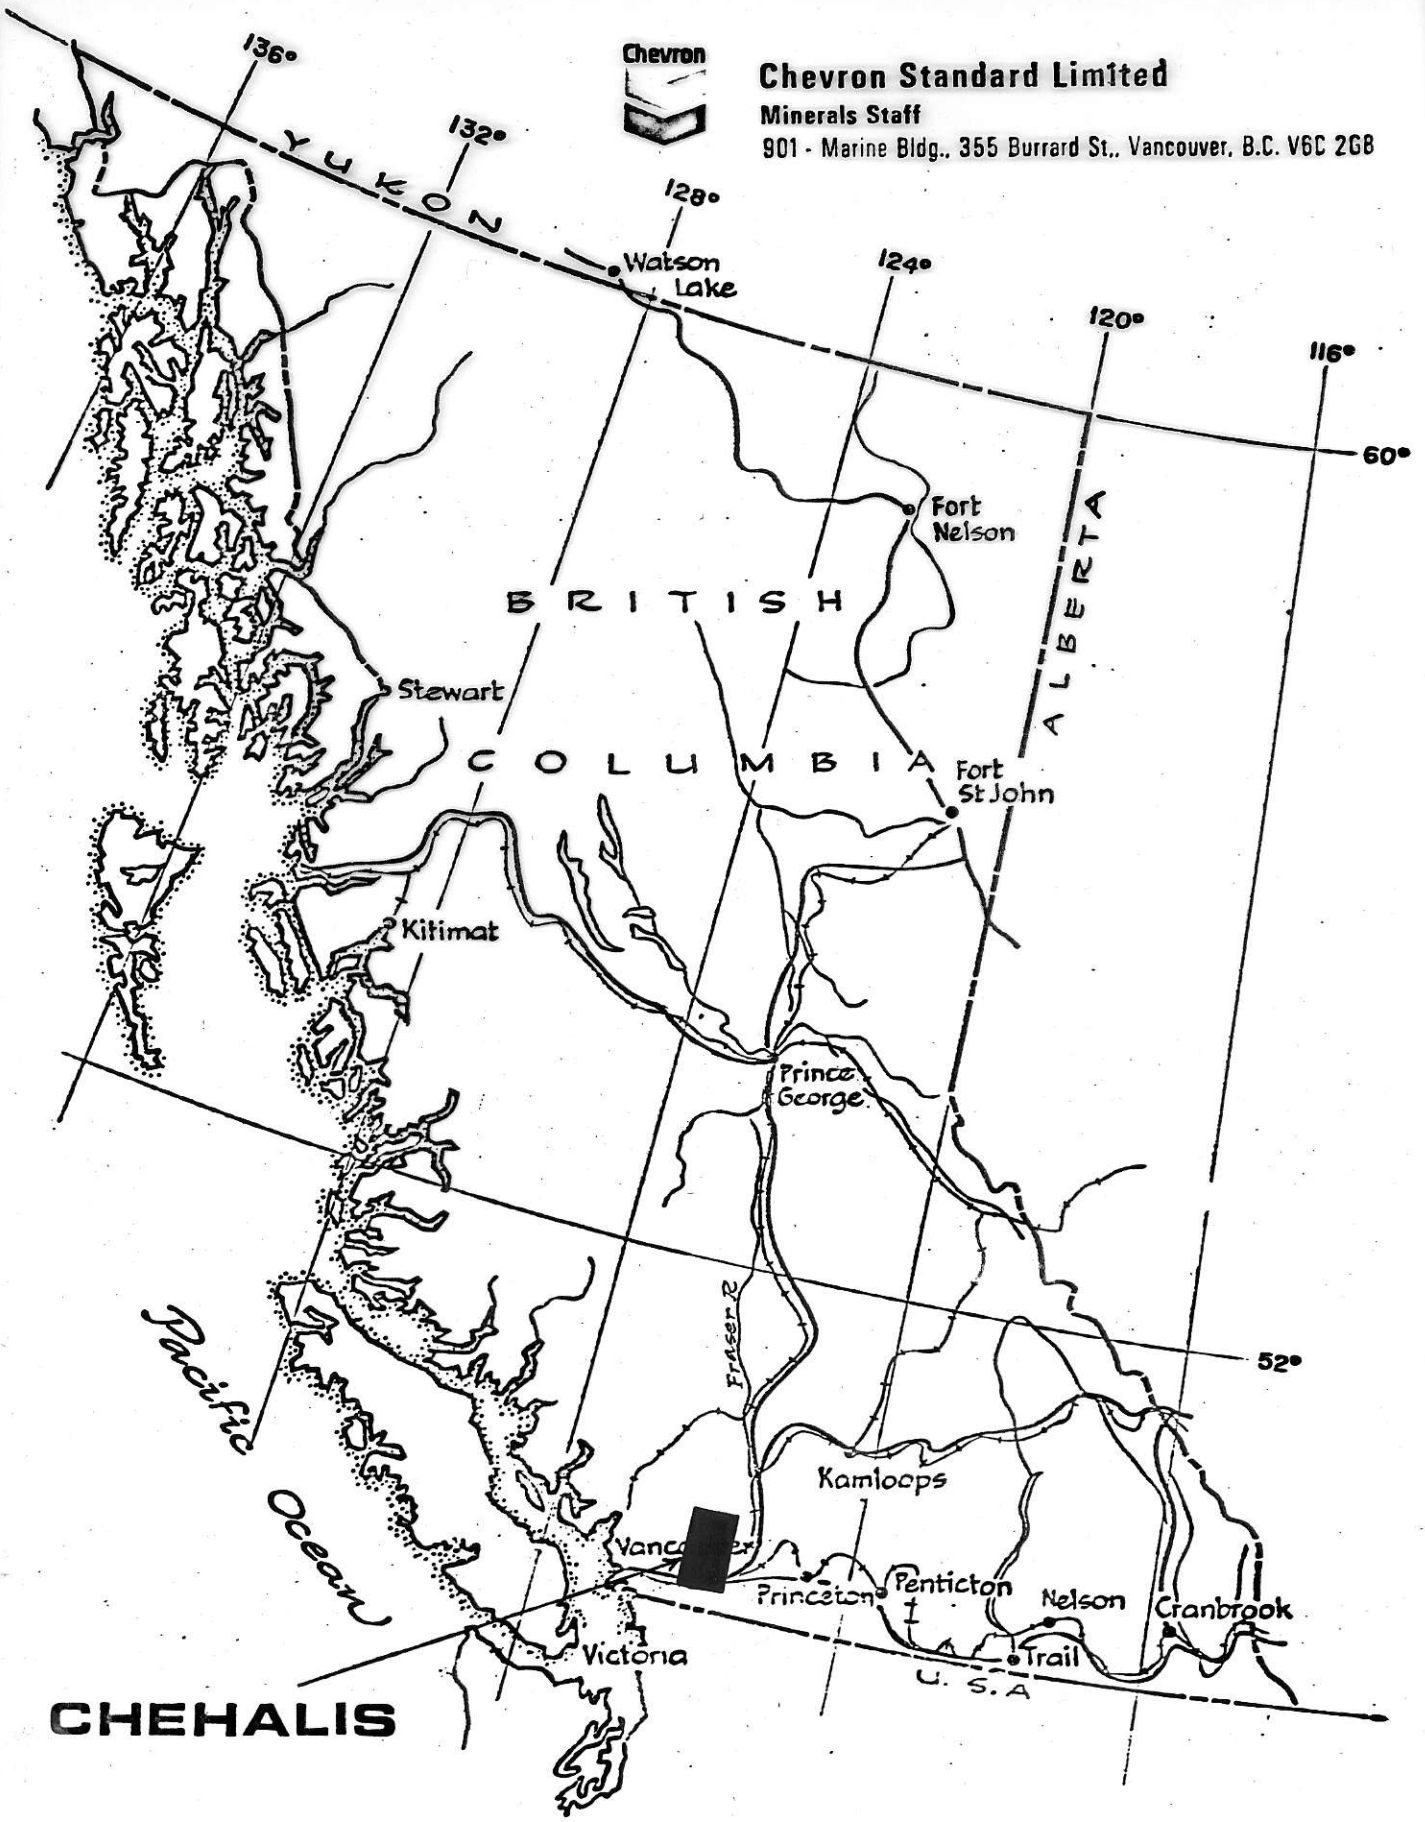 Chevron
Chevron Standard Limited
Minerals Staff
901 - Marine Bldg., 355 Burrard St., Vancouver, B.C. V6C 2G8
136°
132°
128°
124°
120°
116°
60°
YUKON
Watson
Lake
Fort
Nelson
ALBERTA
BRITISH
Stewart
COLUMBIA
Fort
St John
Kitimat
Prince
George
Fraser R
52°
Pacific
Ocean
Kamloops
Princeton
Penticton
Nelson
Cranbrook
Trail
Victoria
U.S.A
CHEHALIS